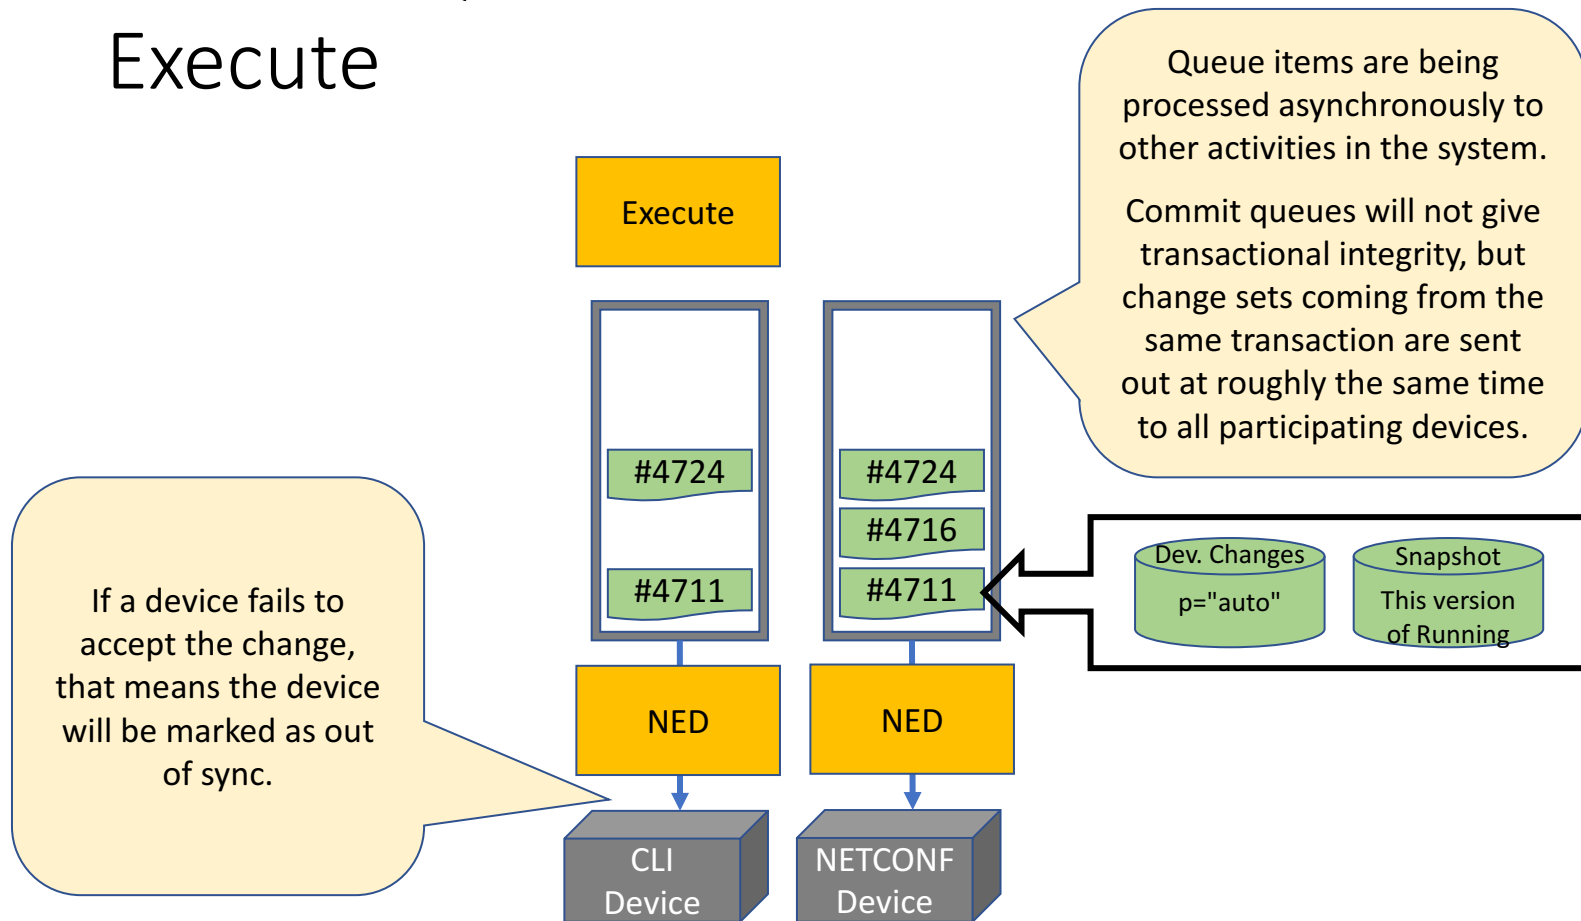 Execute
Queue items are being
processed asynchronously to
other activities in the system.
Commit queues will not give
transactional integrity, but
change sets coming from the
same transaction are sent
out at roughly the same time
to all participating devices.
Execute
#4724
#4711
#4724
#4716
#4711
Dev. Changes
p="auto"
Snapshot
This version
of Running
If a device fails to
accept the change,
that means the device
will be marked as out
of sync.
NED
NED
CLI
Device
NETCONF
Device